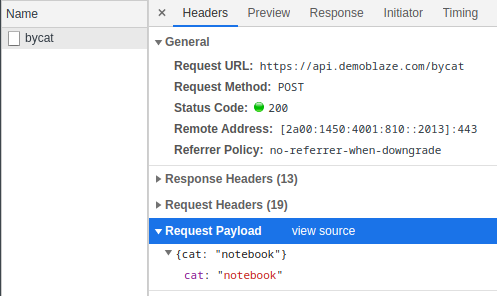 Name
bycat
× Headers Preview Response Initiator Timing
General
Request URL: https://api.demoblaze.com/bycat
Request Method: POST
Status Code: 200
Remote Address: [2a00:1450:4001:810::2013]:443
Referrer Policy: no-referrer-when-downgrade
Response Headers (13)
Request Headers (19)
Request Payload view source
{cat: "notebook"}
cat: "notebook"